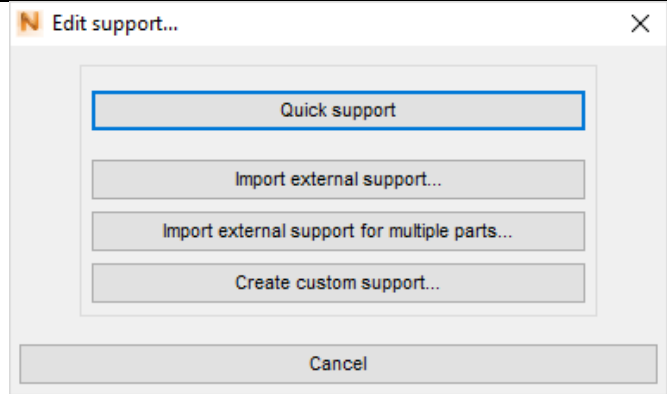 N Edit support...
Quick support
Import external support...
Import external support for multiple parts...
Create custom support...
Cancel